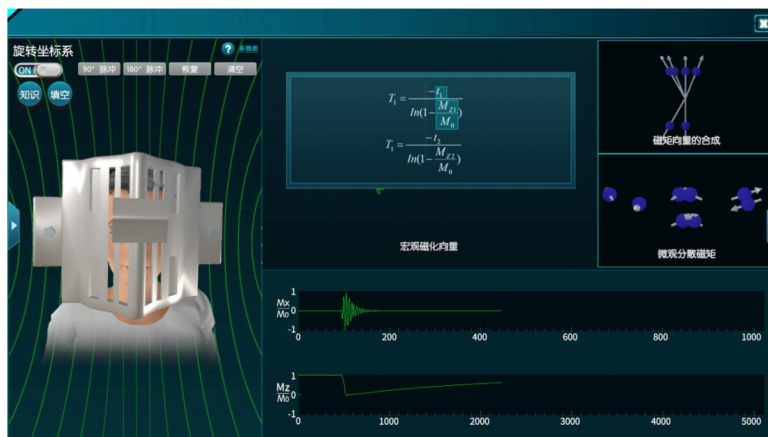 旋转坐标系
ON
90° 脉冲
180° 脉冲
恢复
清空
知识
填空
T₁ = -t₁ / ln(1 - M_Z1 / M₀)
T₁ = -t₂ / ln(1 - M_Z2 / M₀)
宏观磁化向量
磁矩向量的合成
微观分散磁矩
Mx/M₀
1
0
-1
0 200 400 600 800 1000
Mz/M₀
1
0
-1
0 1000 2000 3000 4000 5000